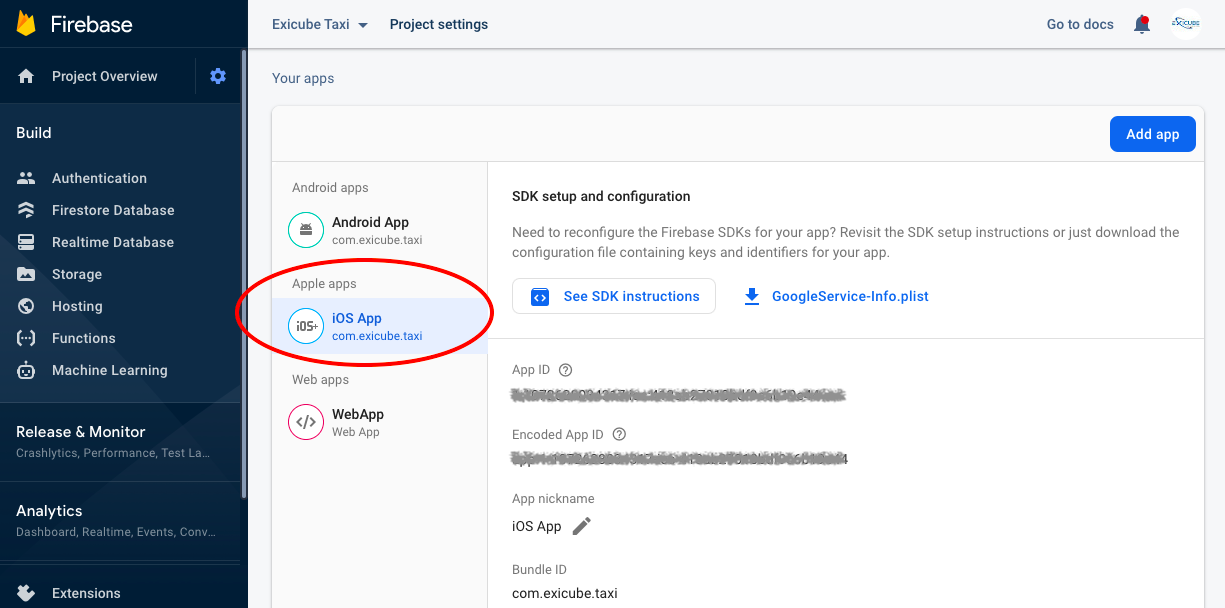 Firebase
Exicube Taxi
Project settings
Go to docs
EXICUBE
Project Overview
Build
Authentication
Firestore Database
Realtime Database
Storage
Hosting
Functions
Machine Learning
Release & Monitor
Crashlytics, Performance, Test La...
Analytics
Dashboard, Realtime, Events, Conv...
Extensions
Your apps
Add app
Android apps
Android App
com.exicube.taxi
Apple apps
iOS+
iOS App
com.exicube.taxi
Web apps
</>
WebApp
Web App
SDK setup and configuration
Need to reconfigure the Firebase SDKs for your app? Revisit the SDK setup instructions or just download the
configuration file containing keys and identifiers for your app.
See SDK instructions
GoogleService-Info.plist
App ID
Encoded App ID
App nickname
iOS App
Bundle ID
com.exicube.taxi